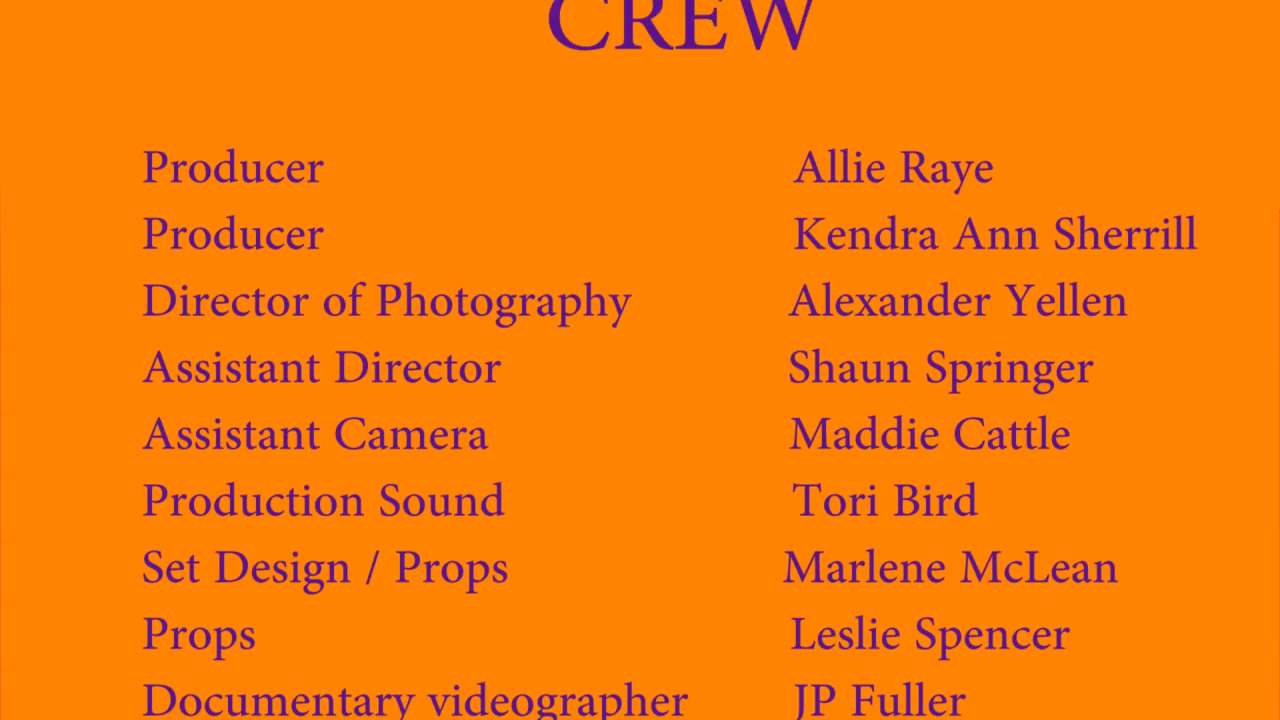 CREW
Producer Allie Raye
Producer Kendra Ann Sherrill
Director of Photography Alexander Yellen
Assistant Director Shaun Springer
Assistant Camera Maddie Cattle
Production Sound Tori Bird
Set Design / Props Marlene McLean
Props Leslie Spencer
Documentary videographer JP Fuller